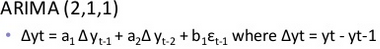 ARIMA (2,1,1)
• Δyt = a₁ Δ yₜ₋₁ + a₂Δ yₜ₋₂ + b₁εₜ₋₁ where Δyt = yt - yt-1